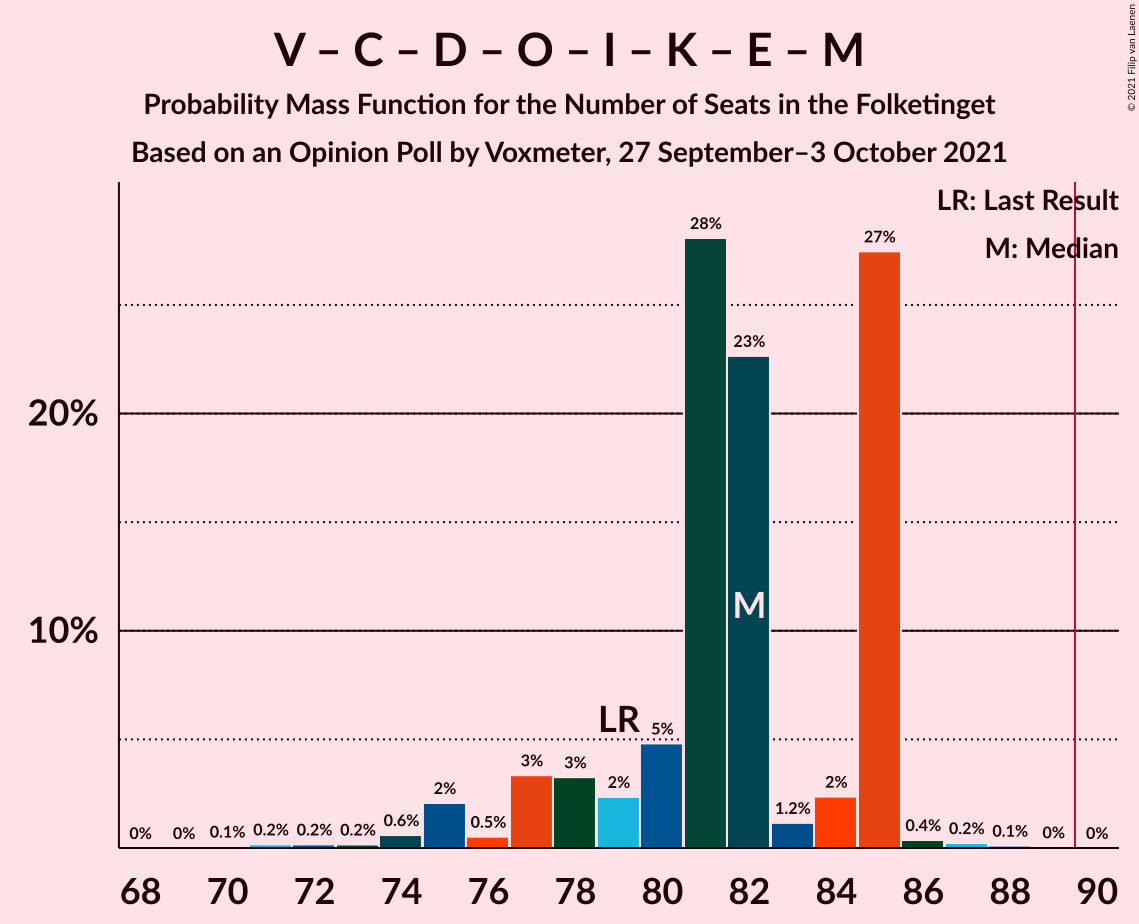 V – C – D – O – I – K – E – M
Probability Mass Function for the Number of Seats in the Folketinget
Based on an Opinion Poll by Voxmeter, 27 September–3 October 2021
© 2021 Filip van Laenen
LR: Last Result
M: Median
28%
27%
23%
20%
M
10%
LR
5%
3%
3%
2%
2%
2%
1.2%
0%
0%
0.1%
0.2%
0.2%
0.2%
0.6%
0.5%
0.4%
0.2%
0.1%
0%
0%
68 70 72 74 76 78 80 82 84 86 88 90